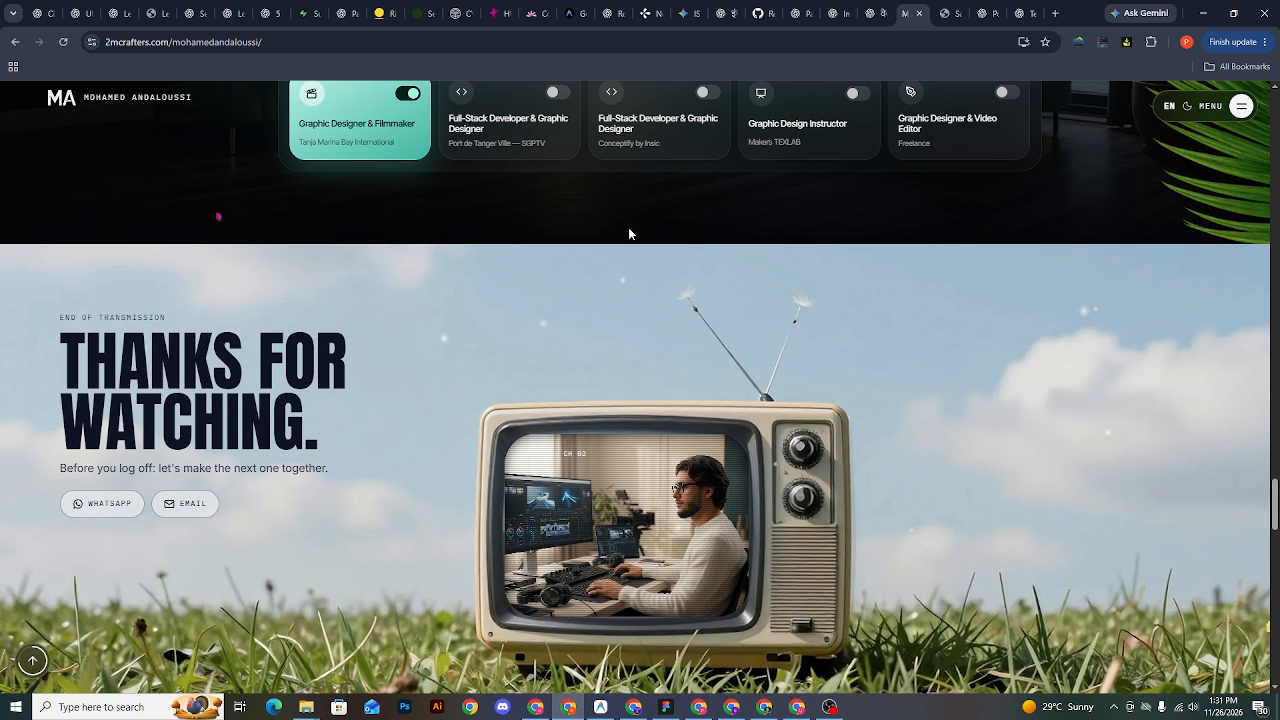 2mcrafters.com/mohamedandaloussi/
Ask Gemini
Finish update
All Bookmarks
MA MOHAMED ANDALOUSSI
EN MENU
Graphic Designer & Filmmaker
Tanja Marina Bay International
Full-Stack Developer & Graphic
Designer
Port de Tanger Ville — SGPTV
Full-Stack Developer & Graphic
Designer
Conceptify by Insic
Graphic Design Instructor
Makers TEXLAB
Graphic Designer & Video
Editor
Freelance
END OF TRANSMISSION
THANKS FOR
WATCHING.
Before you log off: let's make the next one together.
WHATSAPP
EMAIL
CH 02
Type here to search
29°C Sunny
1:31 PM
11/26/2026